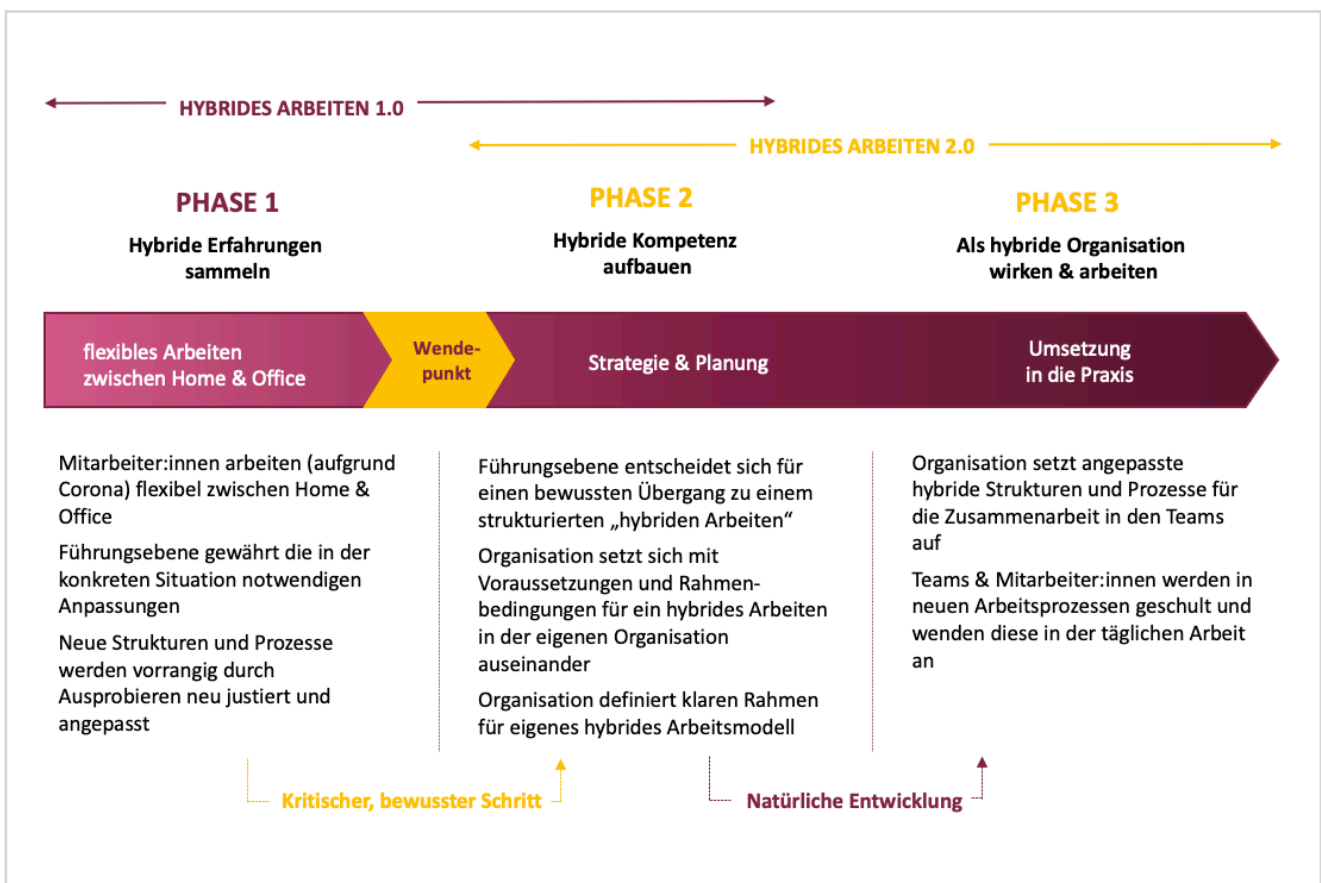 HYBRIDES ARBEITEN 1.0
HYBRIDES ARBEITEN 2.0
PHASE 1
Hybride Erfahrungen
sammeln
PHASE 2
Hybride Kompetenz
aufbauen
PHASE 3
Als hybride Organisation
wirken & arbeiten
flexibles Arbeiten
zwischen Home & Office
Wende-
punkt
Strategie & Planung
Umsetzung
in die Praxis
Mitarbeiter:innen arbeiten (aufgrund
Corona) flexibel zwischen Home &
Office
Führungsebene gewährt die in der
konkreten Situation notwendigen
Anpassungen
Neue Strukturen und Prozesse
werden vorrangig durch
Ausprobieren neu justiert und
angepasst
Führungsebene entscheidet sich für
einen bewussten Übergang zu einem
strukturierten „hybriden Arbeiten“
Organisation setzt sich mit
Voraussetzungen und Rahmen-
bedingungen für ein hybrides Arbeiten
in der eigenen Organisation
auseinander
Organisation definiert klaren Rahmen
für eigenes hybrides Arbeitsmodell
Organisation setzt angepasste
hybride Strukturen und Prozesse für
die Zusammenarbeit in den Teams
auf
Teams & Mitarbeiter:innen werden in
neuen Arbeitsprozessen geschult und
wenden diese in der täglichen Arbeit
an
Kritischer, bewusster Schritt
Natürliche Entwicklung